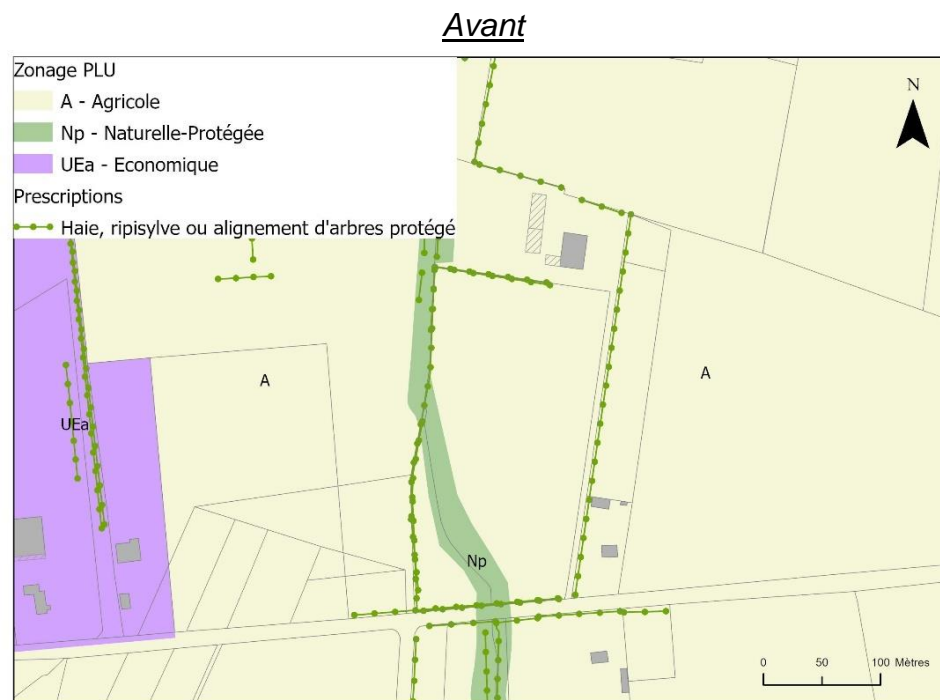 Avant
Zonage PLU
A - Agricole
Np - Naturelle-Protégée
UEa - Economique
Prescriptions
Haie, ripisylve ou alignement d'arbres protégé
N
A
A
UEa
Np
0 50 100 Mètres